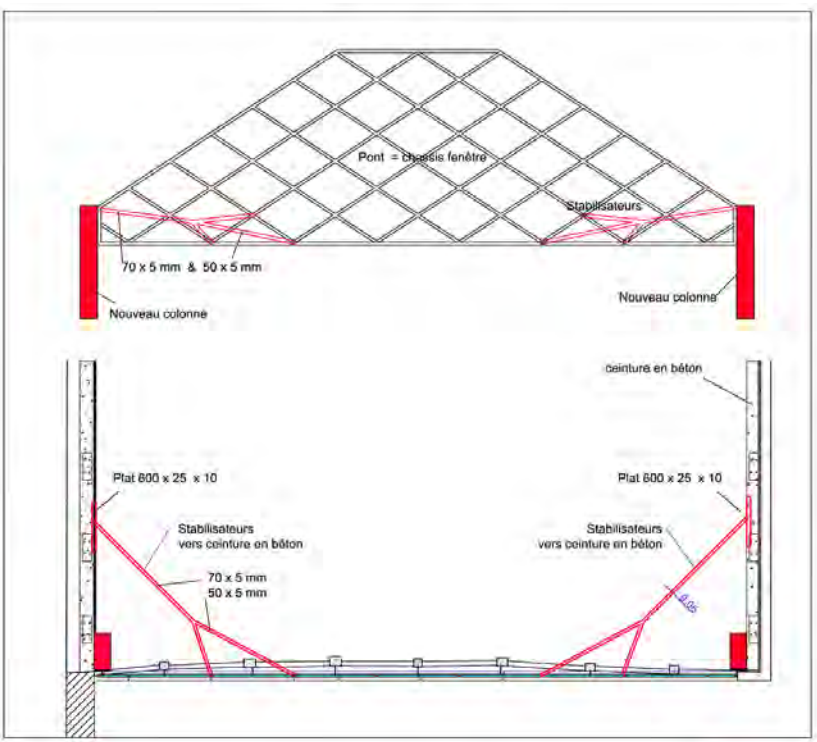 Pont = chassis fenêtre
Stabilisateurs
70 x 5 mm & 50 x 5 mm
Nouveau colonne
Nouveau colonne
ceinture en béton
Plat 600 x 25 x 10
Plat 600 x 25 x 10
Stabilisateurs
vers ceinture en béton
Stabilisateurs
vers ceinture en béton
70 x 5 mm
50 x 5 mm
0,05